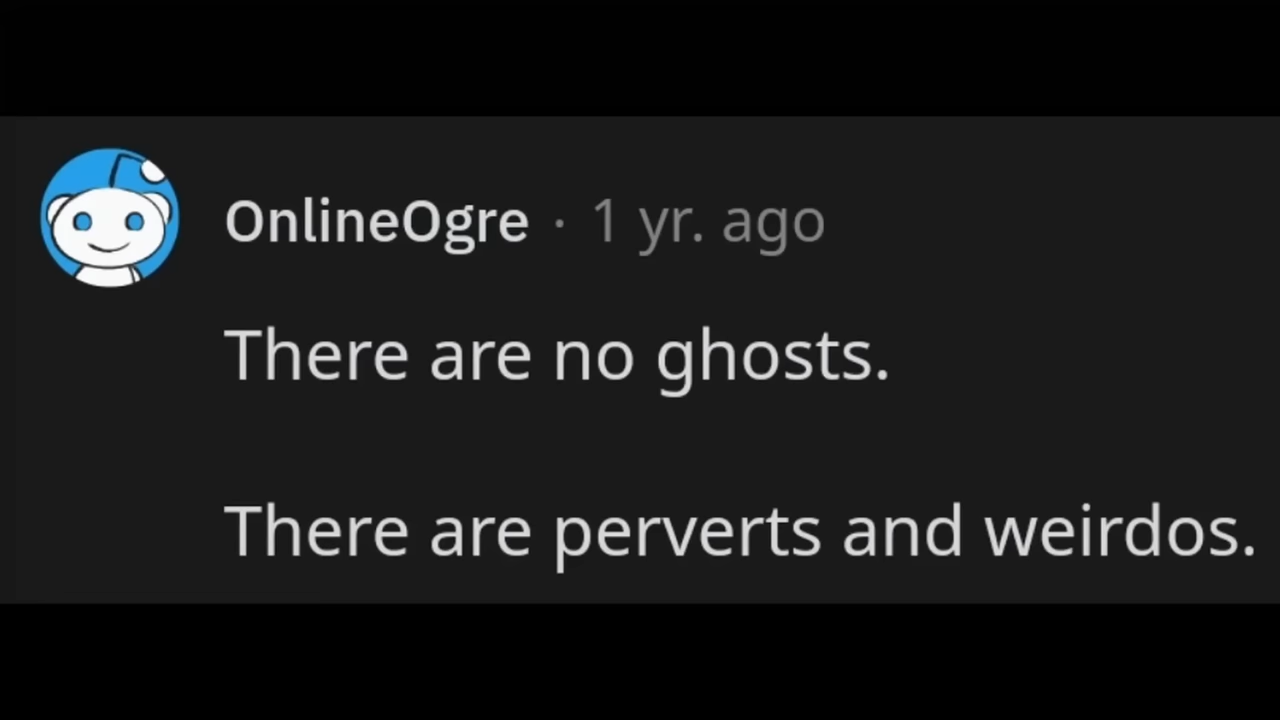 OnlineOgre · 1 yr. ago
There are no ghosts.
There are perverts and weirdos.